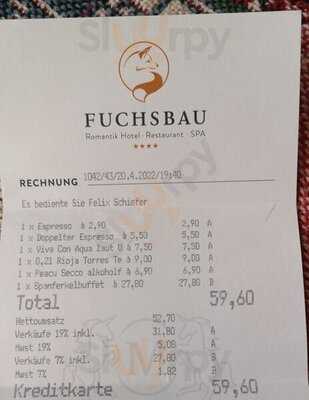 FUCHSBAU
Romantik Hotel · Restaurant · SPA
RECHNUNG 1042/43/20.4.2022/19:40
Es bediente Sie Felix Schiefer
1 x Espresso à 2,90 2,90 A
1 x Doppelter Espresso à 5,50 5,50 A
1 x Viva Con Aqua laut 0 à 7,50 7,50 A
1 x 0,2l Rioja Torres Te à 9,00 9,00 A
1 x Peacu Secco alkoholf à 6,90 6,90 A
1 x Spanferkelbuffet à 27,80 27,80 B
Total 59,60
Nettoumsatz 52,70
Verkäufe 19% inkl. 31,80 A
Mwst 19% 5,08 A
Verkäufe 7% inkl. 27,80 B
Mwst 7% 1,82 B
Kreditkarte 59,60